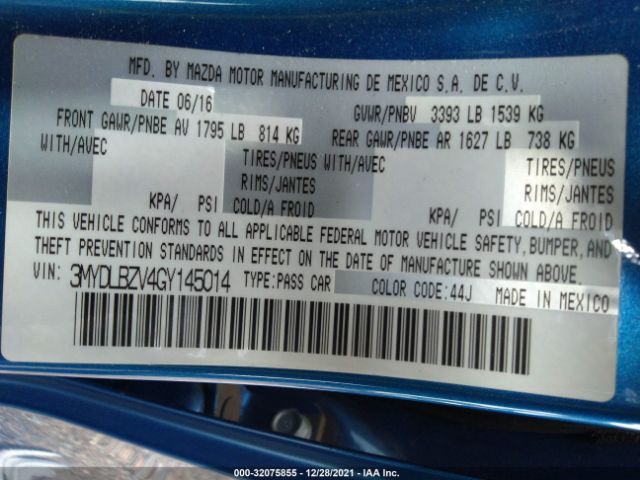 MFD. BY MAZDA MOTOR MANUFACTURING DE MEXICO S.A. DE C.V.
DATE 06/16 GVWR/PNBV 3393 LB 1539 KG
FRONT GAWR/PNBE AV 1795 LB 814 KG REAR GAWR/PNBE AR 1627 LB 738 KG
WITH/AVEC TIRES/PNEUS WITH/AVEC TIRES/PNEUS
RIMS/JANTES RIMS/JANTES
KPA/ PSI COLD/A FROID KPA/ PSI COLD/A FROID
THIS VEHICLE CONFORMS TO ALL APPLICABLE FEDERAL MOTOR VEHICLE SAFETY, BUMPER, AND
THEFT PREVENTION STANDARDS IN EFFECT ON THE DATE OF MANUFACTURE SHOWN ABOVE.
VIN: 3MYDLBZV4GY145014 TYPE:PASS CAR COLOR CODE:44J MADE IN MEXICO
000-32075855 - 12/28/2021 - IAA Inc.